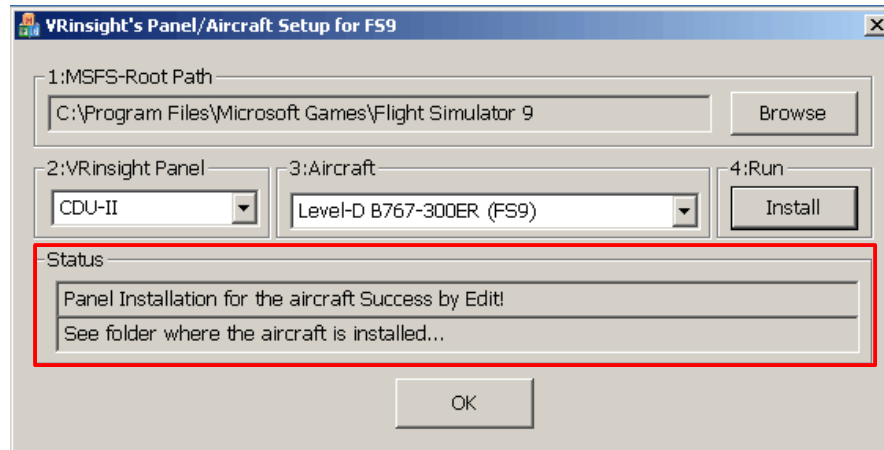 VRinsight's Panel/Aircraft Setup for FS9
1:MSFS-Root Path
C:\Program Files\Microsoft Games\Flight Simulator 9
Browse
2:VRinsight Panel
3:Aircraft
4:Run
CDU-II
Level-D B767-300ER (FS9)
Install
Status
Panel Installation for the aircraft Success by Edit!
See folder where the aircraft is installed...
OK